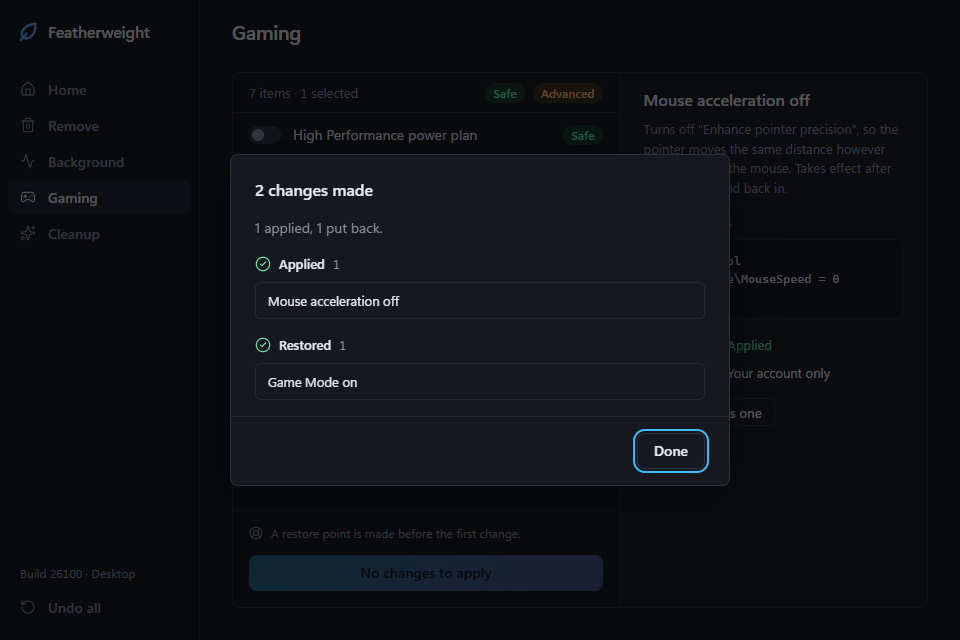 Featherweight
Home
Remove
Background
Gaming
Cleanup
Build 26100 · Desktop
Undo all
Gaming
7 items · 1 selected
Safe
Advanced
High Performance power plan
Safe
A restore point is made before the first change.
No changes to apply
Mouse acceleration off
Turns off "Enhance pointer precision", so the
pointer moves the same distance however
the mouse. Takes effect after
back in.
\MouseSpeed = 0
Applied
Your account only
one
2 changes made
1 applied, 1 put back.
Applied 1
Mouse acceleration off
Restored 1
Game Mode on
Done